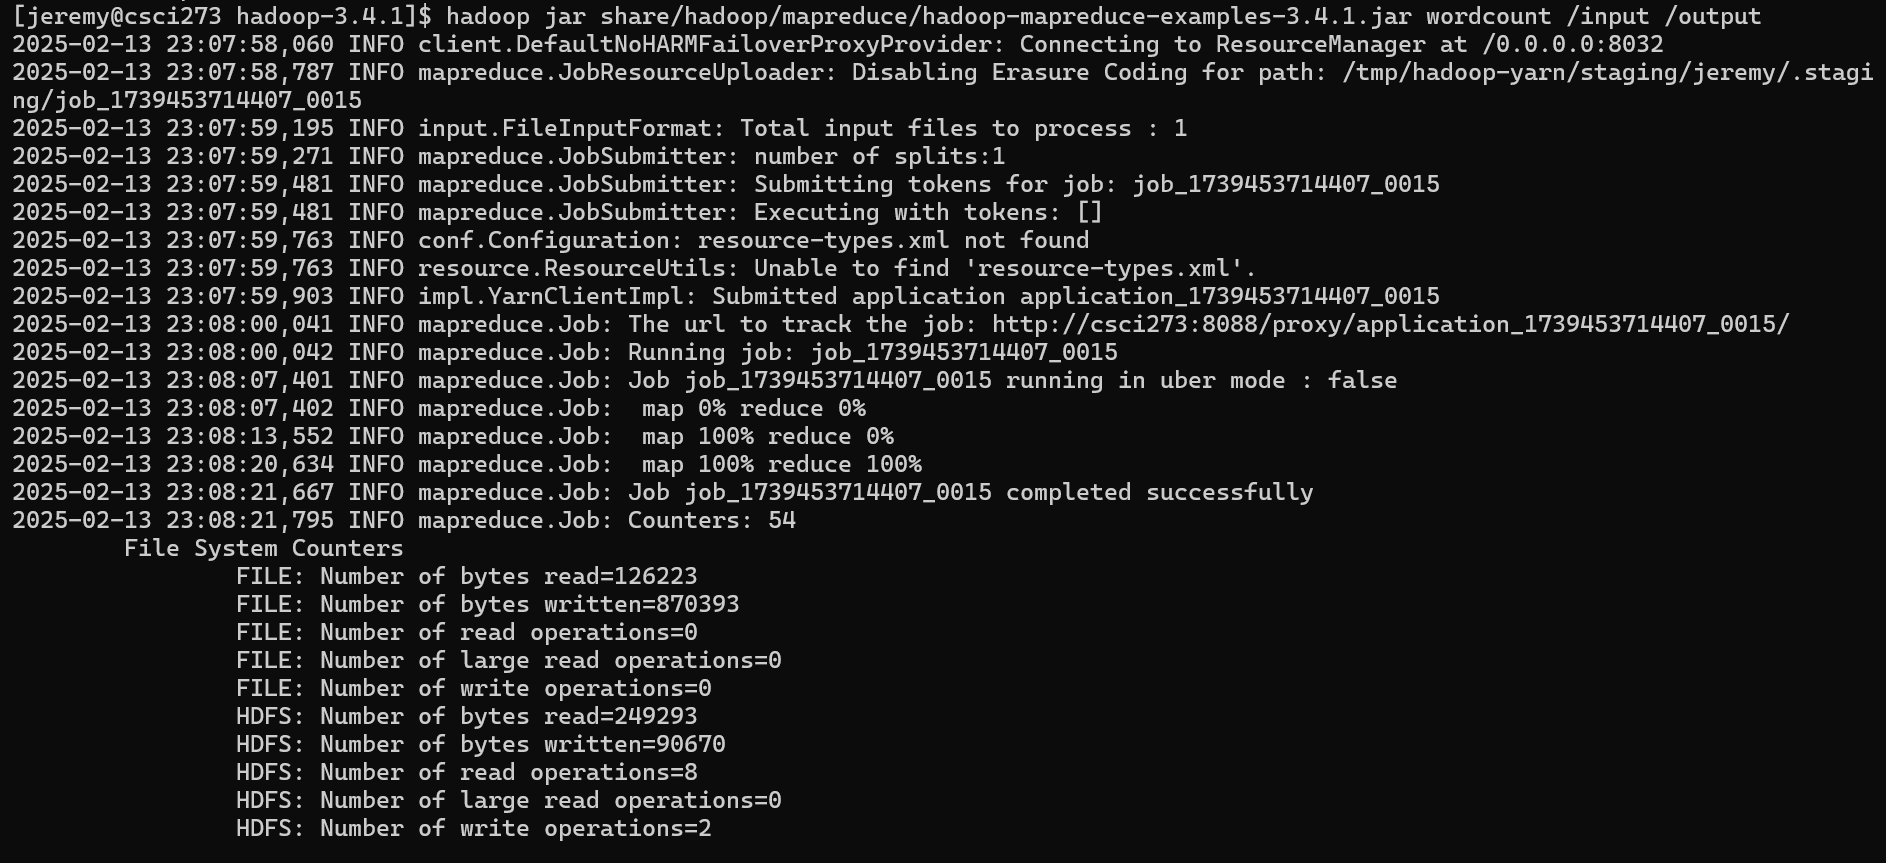 [jeremy@csci273 hadoop-3.4.1]$ hadoop jar share/hadoop/mapreduce/hadoop-mapreduce-examples-3.4.1.jar wordcount /input /output
2025-02-13 23:07:58,060 INFO client.DefaultNoHARMFailoverProxyProvider: Connecting to ResourceManager at /0.0.0.0:8032
2025-02-13 23:07:58,787 INFO mapreduce.JobResourceUploader: Disabling Erasure Coding for path: /tmp/hadoop-yarn/staging/jeremy/.stagi
ng/job_1739453714407_0015
2025-02-13 23:07:59,195 INFO input.FileInputFormat: Total input files to process : 1
2025-02-13 23:07:59,271 INFO mapreduce.JobSubmitter: number of splits:1
2025-02-13 23:07:59,481 INFO mapreduce.JobSubmitter: Submitting tokens for job: job_1739453714407_0015
2025-02-13 23:07:59,481 INFO mapreduce.JobSubmitter: Executing with tokens: []
2025-02-13 23:07:59,763 INFO conf.Configuration: resource-types.xml not found
2025-02-13 23:07:59,763 INFO resource.ResourceUtils: Unable to find 'resource-types.xml'.
2025-02-13 23:07:59,903 INFO impl.YarnClientImpl: Submitted application application_1739453714407_0015
2025-02-13 23:08:00,041 INFO mapreduce.Job: The url to track the job: http://csci273:8088/proxy/application_1739453714407_0015/
2025-02-13 23:08:00,042 INFO mapreduce.Job: Running job: job_1739453714407_0015
2025-02-13 23:08:07,401 INFO mapreduce.Job: Job job_1739453714407_0015 running in uber mode : false
2025-02-13 23:08:07,402 INFO mapreduce.Job:  map 0% reduce 0%
2025-02-13 23:08:13,552 INFO mapreduce.Job:  map 100% reduce 0%
2025-02-13 23:08:20,634 INFO mapreduce.Job:  map 100% reduce 100%
2025-02-13 23:08:21,667 INFO mapreduce.Job: Job job_1739453714407_0015 completed successfully
2025-02-13 23:08:21,795 INFO mapreduce.Job: Counters: 54
        File System Counters
                FILE: Number of bytes read=126223
                FILE: Number of bytes written=870393
                FILE: Number of read operations=0
                FILE: Number of large read operations=0
                FILE: Number of write operations=0
                HDFS: Number of bytes read=249293
                HDFS: Number of bytes written=90670
                HDFS: Number of read operations=8
                HDFS: Number of large read operations=0
                HDFS: Number of write operations=2